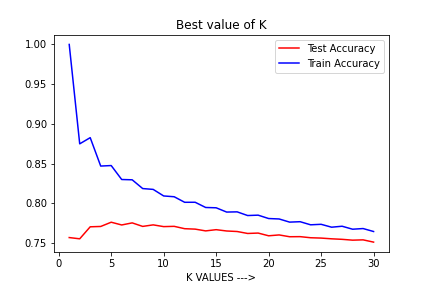 Best value of K
Test Accuracy
Train Accuracy
1.00
0.95
0.90
0.85
0.80
0.75
0 5 10 15 20 25 30
K VALUES --->